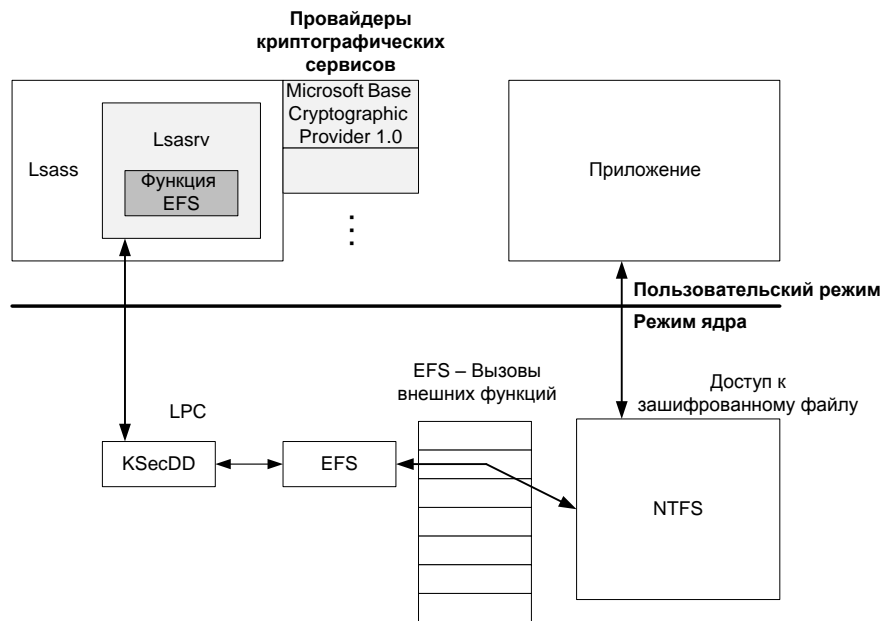 Провайдеры
криптографических
сервисов
Microsoft Base
Cryptographic
Provider 1.0
Lsasrv
Lsass
Функция
EFS
Приложение
Пользовательский режим
Режим ядра
EFS – Вызовы
внешних функций
Доступ к
зашифрованному файлу
LPC
KSecDD
EFS
NTFS